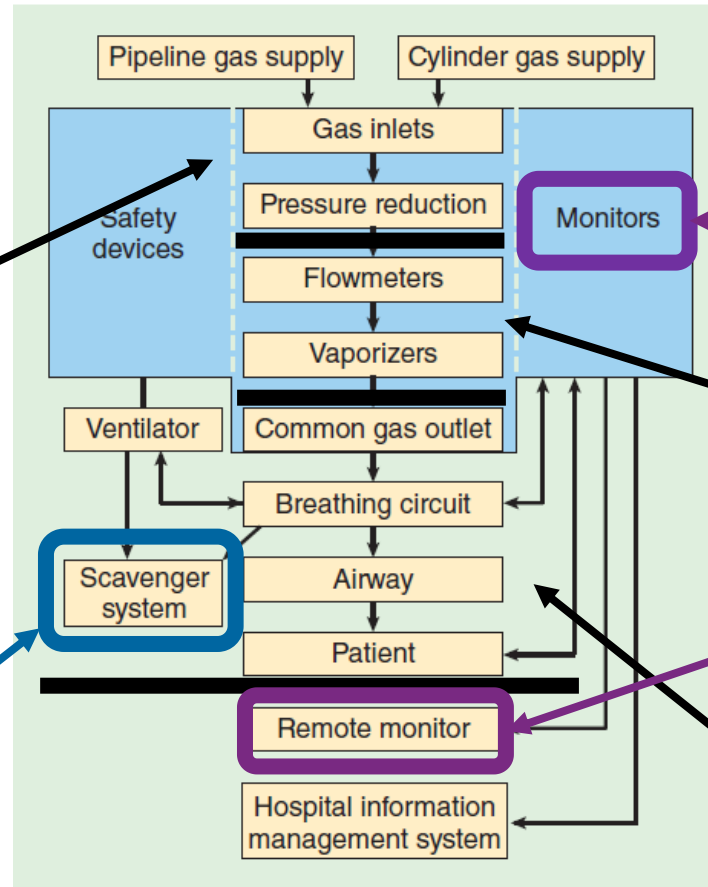 Pipeline gas supply
Cylinder gas supply
Gas inlets
Pressure reduction
Safety
devices
Monitors
Flowmeters
Vaporizers
Ventilator
Common gas outlet
Breathing circuit
Scavenger
system
Airway
Patient
Remote monitor
Hospital information
management system